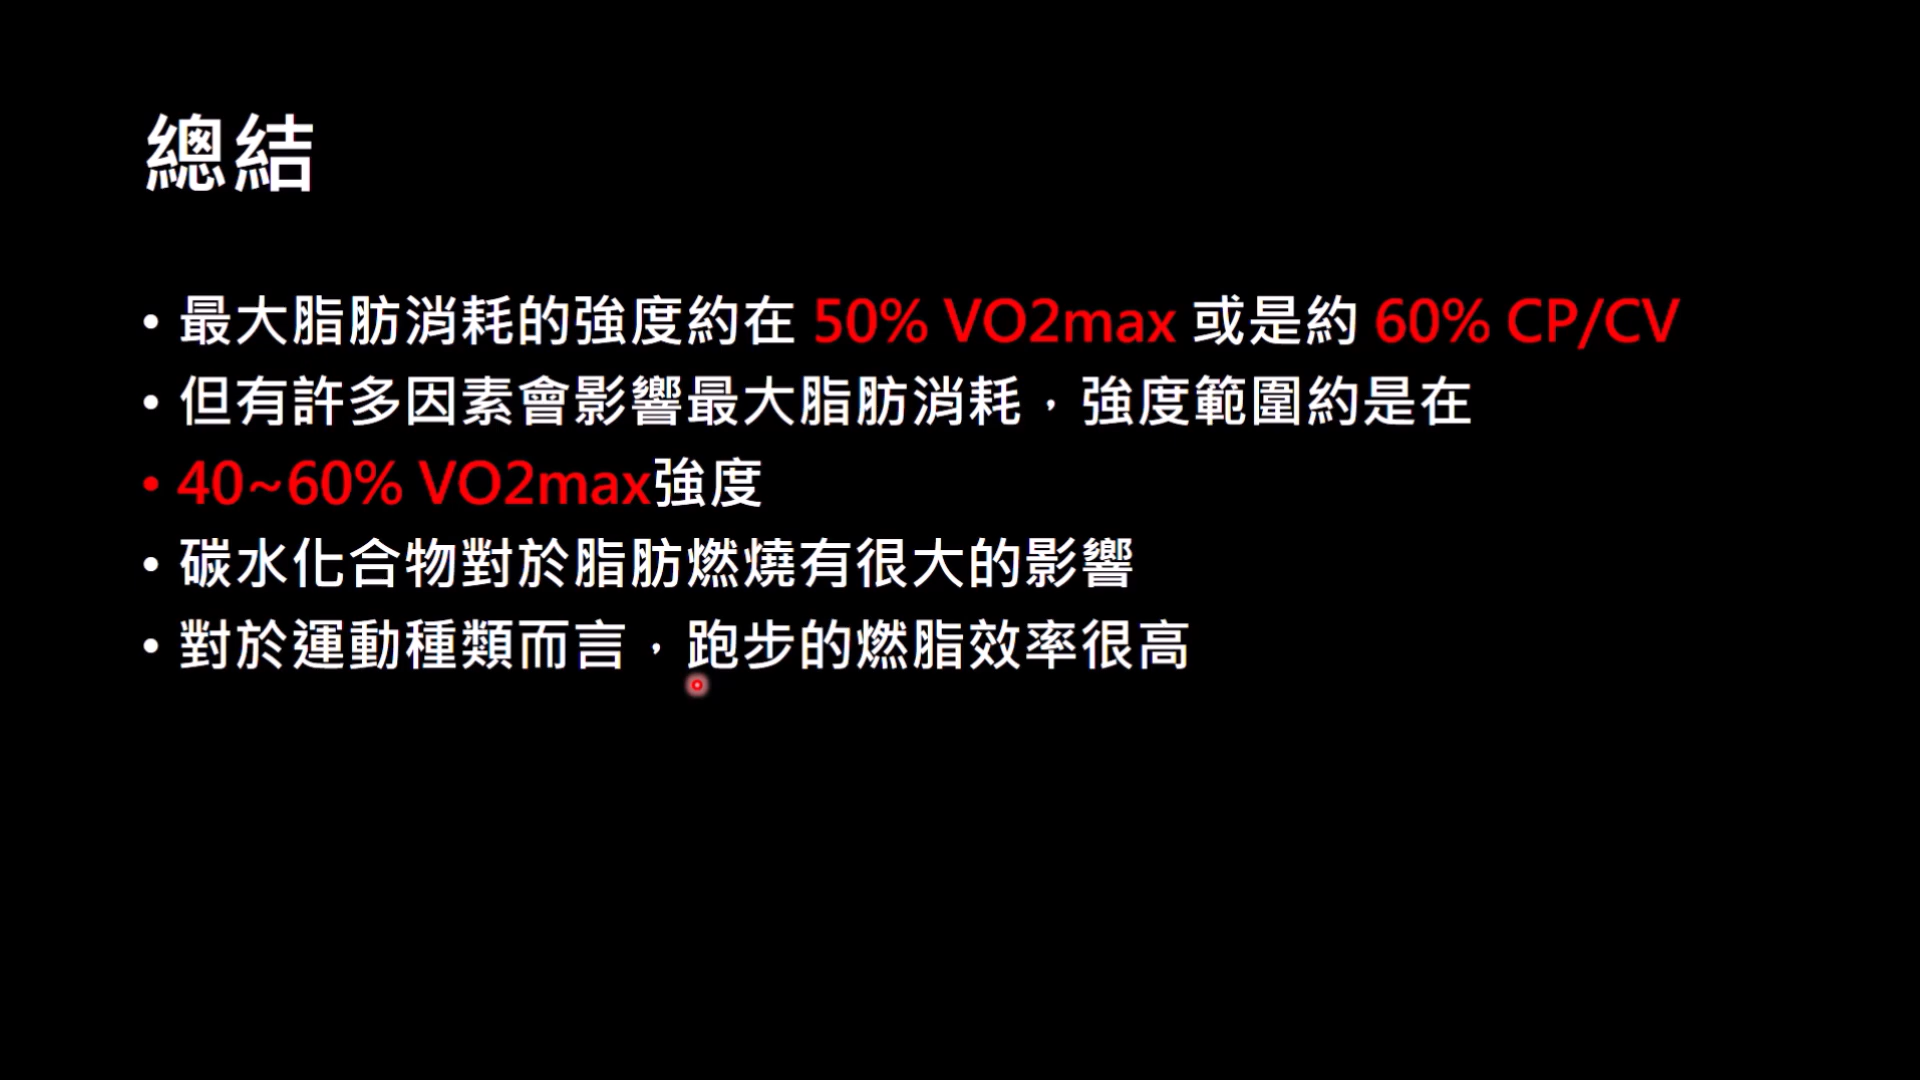 總結
• 最大脂肪消耗的強度約在 50% VO2max 或是約 60% CP/CV
• 但有許多因素會影響最大脂肪消耗，強度範圍約是在
• 40~60% VO2max強度
• 碳水化合物對於脂肪燃燒有很大的影響
• 對於運動種類而言，跑步的燃脂效率很高